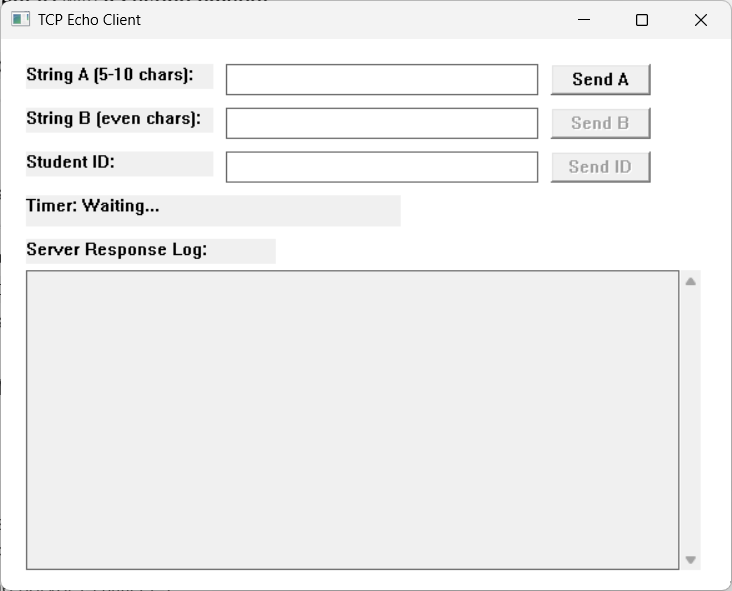 TCP Echo Client
String A (5-10 chars): Send A
String B (even chars): Send B
Student ID: Send ID
Timer: Waiting...
Server Response Log: